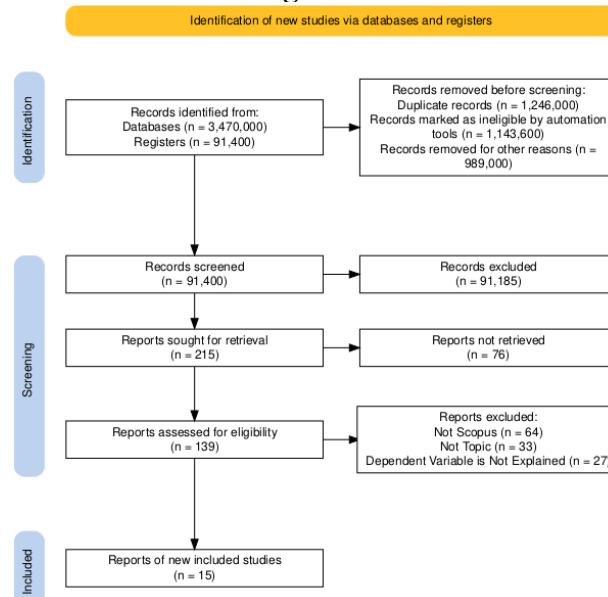 Identification of new studies via databases and registers
Identification
Records identified from:
Databases (n = 3,470,000)
Registers (n = 91,400)
Records removed before screening:
Duplicate records (n = 1,246,000)
Records marked as ineligible by automation
tools (n = 1,143,600)
Records removed for other reasons (n =
989,000)
Screening
Records screened
(n = 91,400)
Records excluded
(n = 91,185)
Reports sought for retrieval
(n = 215)
Reports not retrieved
(n = 76)
Reports assessed for eligibility
(n = 139)
Reports excluded:
Not Scopus (n = 64)
Not Topic (n = 33)
Dependent Variable is Not Explained (n = 27)
Included
Reports of new included studies
(n = 15)